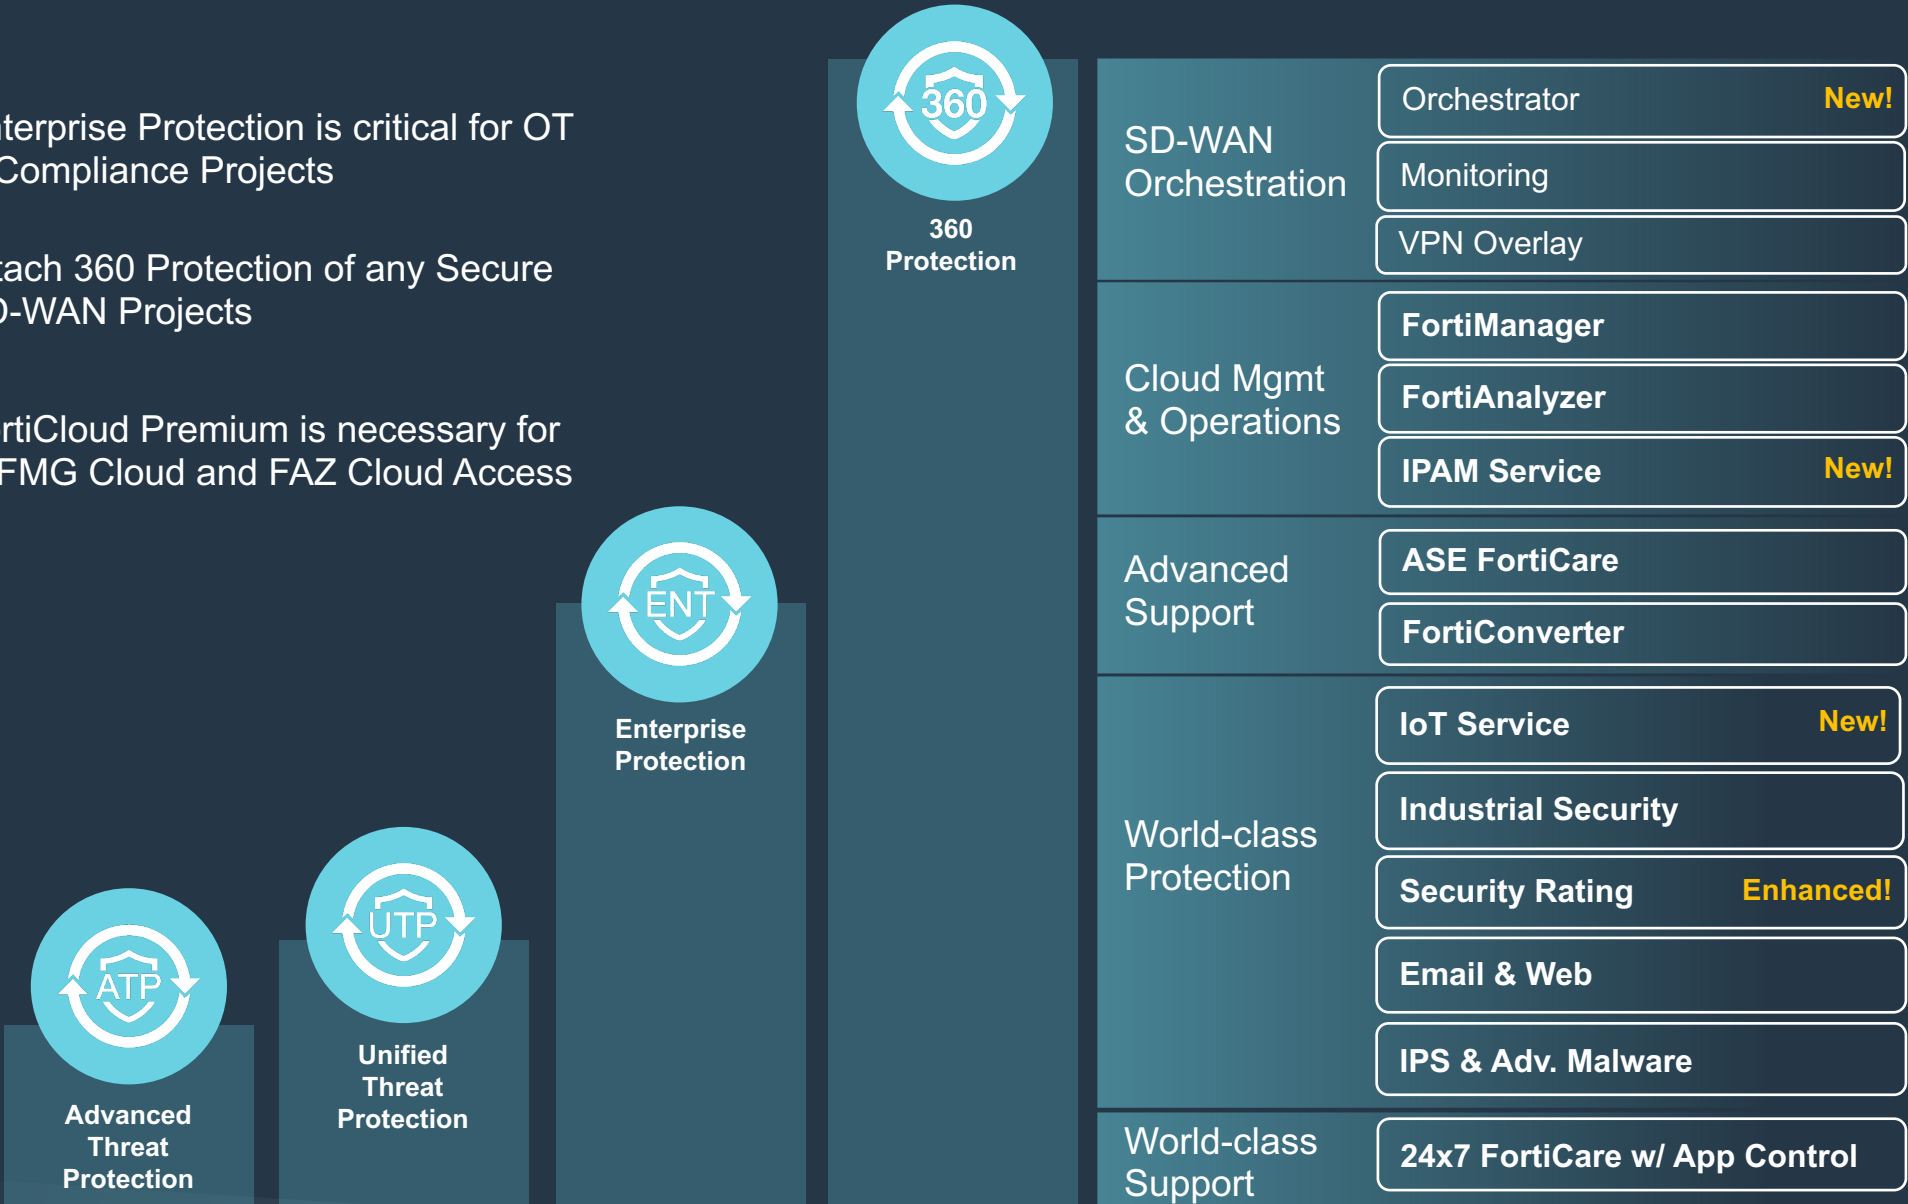 nterprise Protection is critical for OT
Compliance Projects
tach 360 Protection of any Secure
D-WAN Projects
rtiCloud Premium is necessary for
FMG Cloud and FAZ Cloud Access
360
360
Protection
ENT
Enterprise
Protection
UTP
Unified
Threat
Protection
ATP
Advanced
Threat
Protection
SD-WAN
Orchestration
Orchestrator New!
Monitoring
VPN Overlay
Cloud Mgmt
& Operations
FortiManager
FortiAnalyzer
IPAM Service New!
Advanced
Support
ASE FortiCare
FortiConverter
World-class
Protection
IoT Service New!
Industrial Security
Security Rating Enhanced!
Email & Web
IPS & Adv. Malware
World-class
Support
24x7 FortiCare w/ App Control